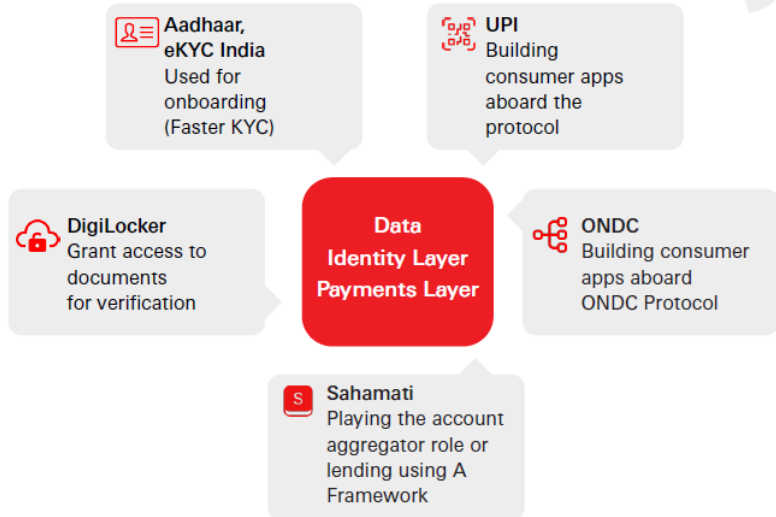 Aadhaar,
eKYC India
Used for
onboarding
(Faster KYC)
UPI
Building
consumer apps
aboard the
protocol
DigiLocker
Grant access to
documents
for verification
Data
Identity Layer
Payments Layer
ONDC
Building consumer
apps aboard
ONDC Protocol
S
Sahamati
Playing the account
aggregator role or
lending using A
Framework